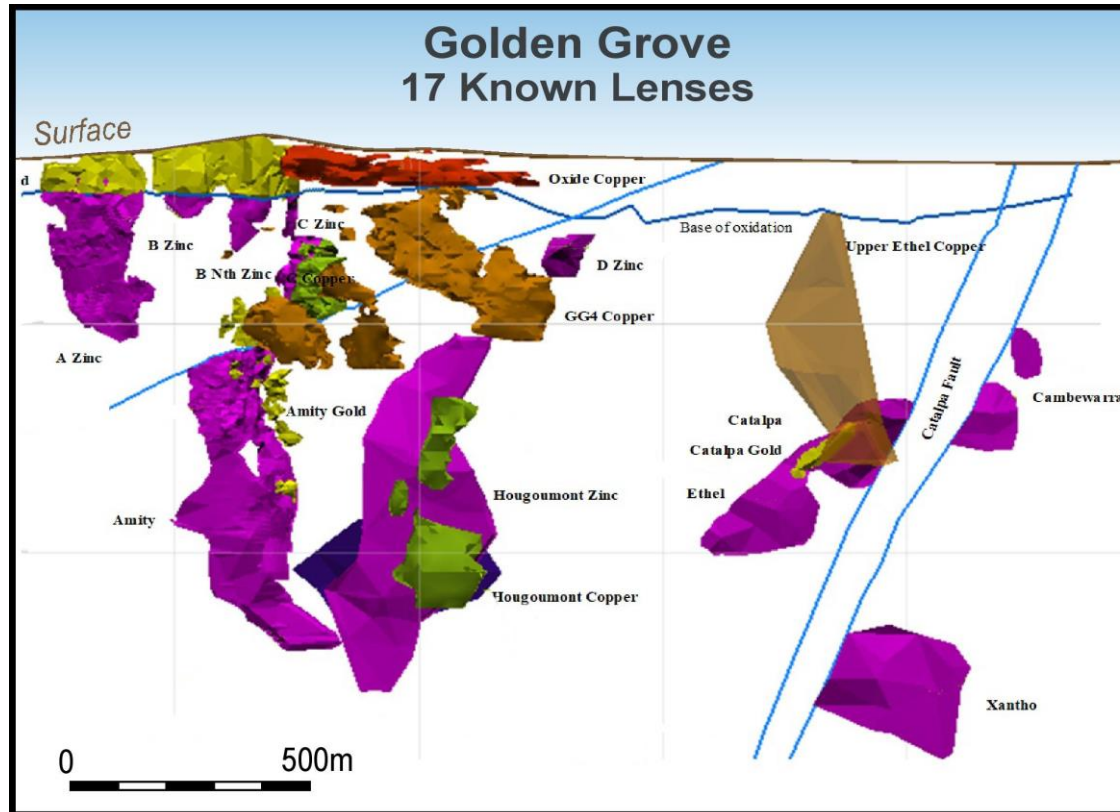 Golden Grove
17 Known Lenses
Surface
d
Oxide Copper
C Zinc
B Zinc
Base of oxidation
Upper Ethel Copper
B Nth Zinc
Copper
D Zinc
GG4 Copper
A Zinc
Catalpa Fault
Cambewarra
Amity Gold
Catalpa
Catalpa Gold
Hougoumont Zinc
Ethel
Amity
Hougoumont Copper
Xantho
0 500m